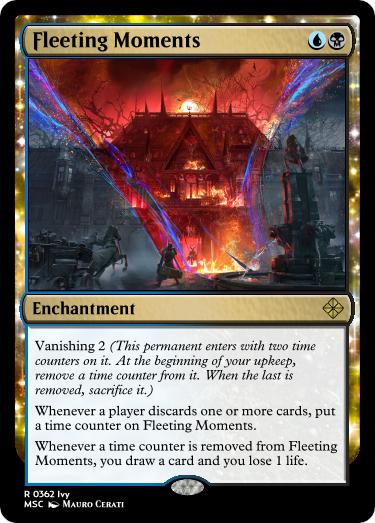 Fleeting Moments
Enchantment
Vanishing 2 (This permanent enters with two time
counters on it. At the beginning of your upkeep,
remove a time counter from it. When the last is
removed, sacrifice it.)
Whenever a player discards one or more cards, put
a time counter on Fleeting Moments.
Whenever a time counter is removed from Fleeting
Moments, you draw a card and you lose 1 life.
R 0362 Ivy
MSC Mauro Cerati